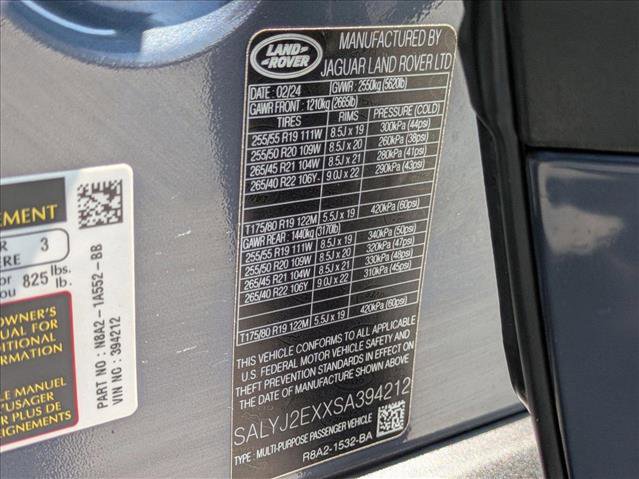 LAND
ROVER
MANUFACTURED BY
JAGUAR LAND ROVER LTD
DATE: 02/24 GVWR: 2550kg (5620lb)
GAWR FRONT : 1210kg (2665lb)
TIRES RIMS PRESSURE (COLD)
255/55 R19 111W 8.5J x 19 300kPa (44psi)
255/50 R20 109W 8.5J x 20 260kPa (38psi)
265/45 R21 104W 8.5J x 21 280kPa (41psi)
265/40 R22 106Y 9.0J x 22 290kPa (43psi)
T175/80 R19 122M 5.5J x 19 420kPa (60psi)
GAWR REAR : 1440kg (3170lb)
255/55 R19 111W 8.5J x 19 340kPa (50psi)
255/50 R20 109W 8.5J x 20 320kPa (47psi)
265/45 R21 104W 8.5J x 21 330kPa (48psi)
265/40 R22 106Y 9.0J x 22 310kPa (45psi)
T175/80 R19 122M 5.5J x 19 420kPa (60psi)
THIS VEHICLE CONFORMS TO ALL APPLICABLE
U.S. FEDERAL MOTOR VEHICLE SAFETY AND
THEFT PREVENTION STANDARDS IN EFFECT ON
THE DATE OF MANUFACTURE SHOWN ABOVE.
SALYJ2EXXSA394212
TYPE: MULTI-PURPOSE PASSENGER VEHICLE
R8A2-1532-BA
EMENT
R 3
ERE
or 825 lbs.
ou lb.
OWNER'S
UAL FOR
DITIONAL
ORMATION
LE MANUEL
'USAGER
R PLUS DE
GNEMENTS
PART NO : N8A2-1A552-BB
VIN NO : 394212